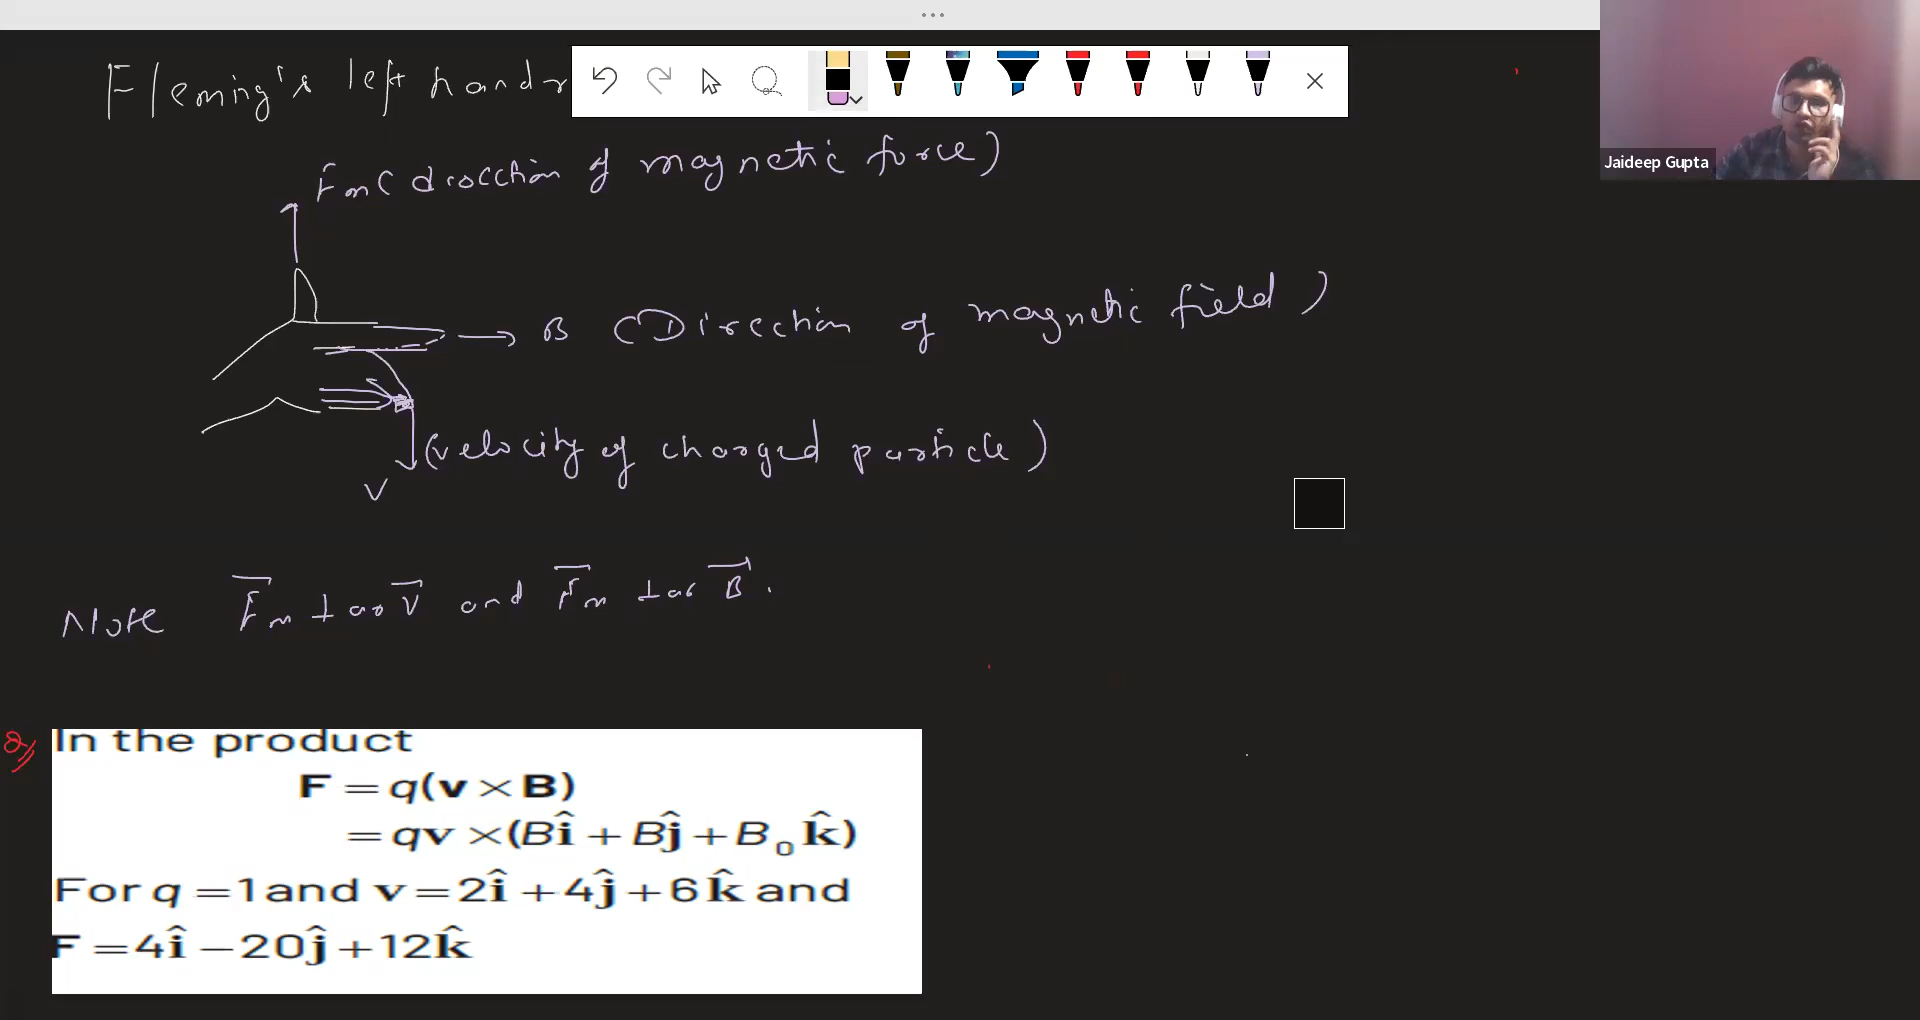 Fleming's left hand r
Jaideep Gupta
Fm (direction of magnetic force)
→ B (Direction of magnetic field)
(velocity of charged particle)
V
Note Fm ⊥ar V and Fm ⊥ar B.
Q
In the product
F = q(v × B)
= qv × (Bî + Bĵ + B₀k̂)
For q = 1 and v = 2î + 4ĵ + 6k̂ and
F = 4î − 20ĵ + 12k̂